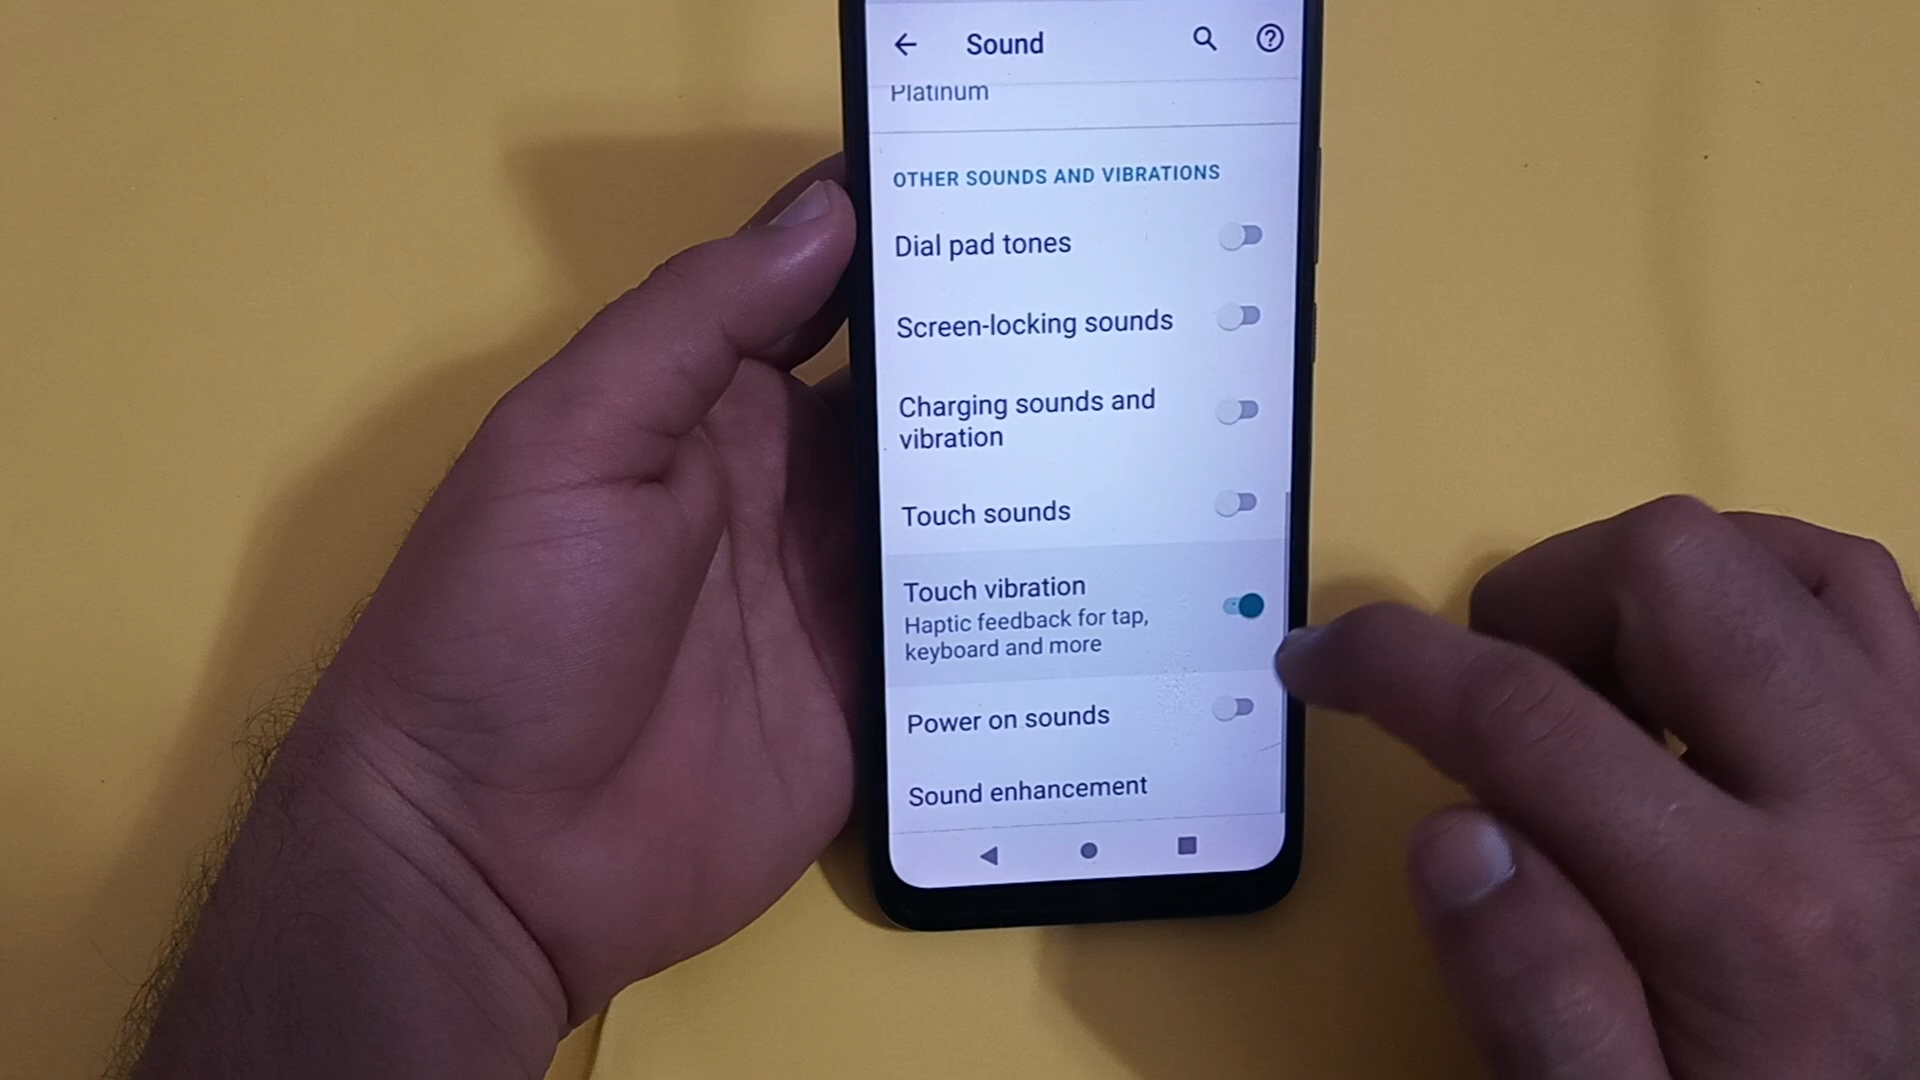 Sound
Platinum
OTHER SOUNDS AND VIBRATIONS
Dial pad tones
Screen-locking sounds
Charging sounds and
vibration
Touch sounds
Touch vibration
Haptic feedback for tap,
keyboard and more
Power on sounds
Sound enhancement